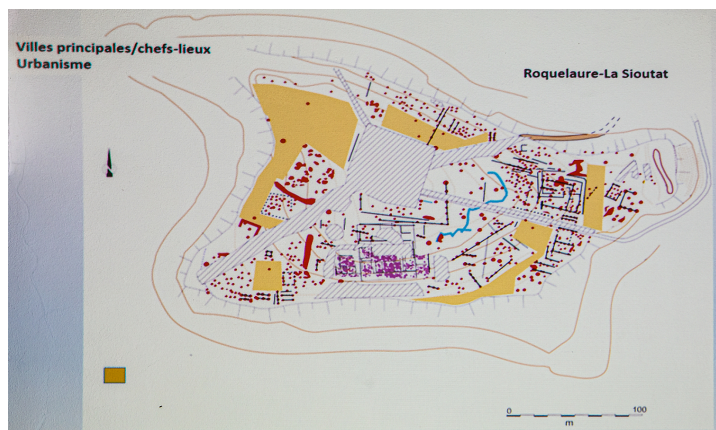 Villes principales/chefs-lieux
Urbanisme
Roquelaure-La Sioutat
0 100
m